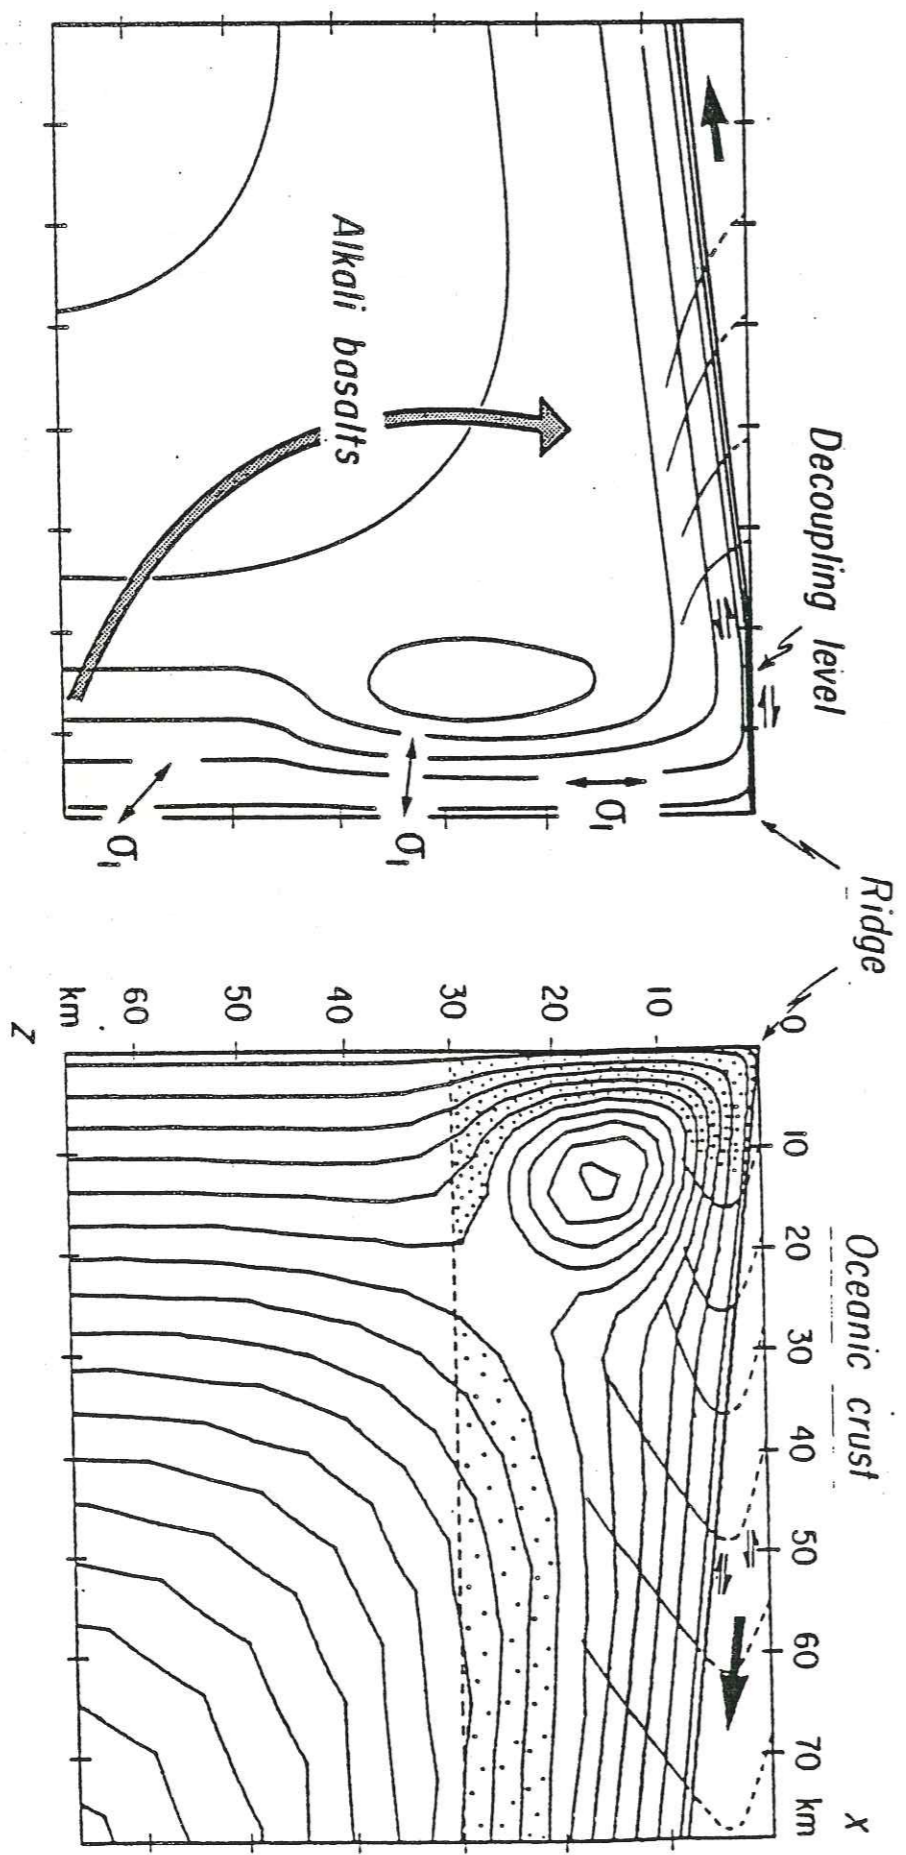 Decoupling level
Ridge
Oceanic crust
Alkali basalts
σ₁
σ₁
σ₁
0
10
20
30
40
50
60
70
km
x
10
20
30
40
50
60
km
z